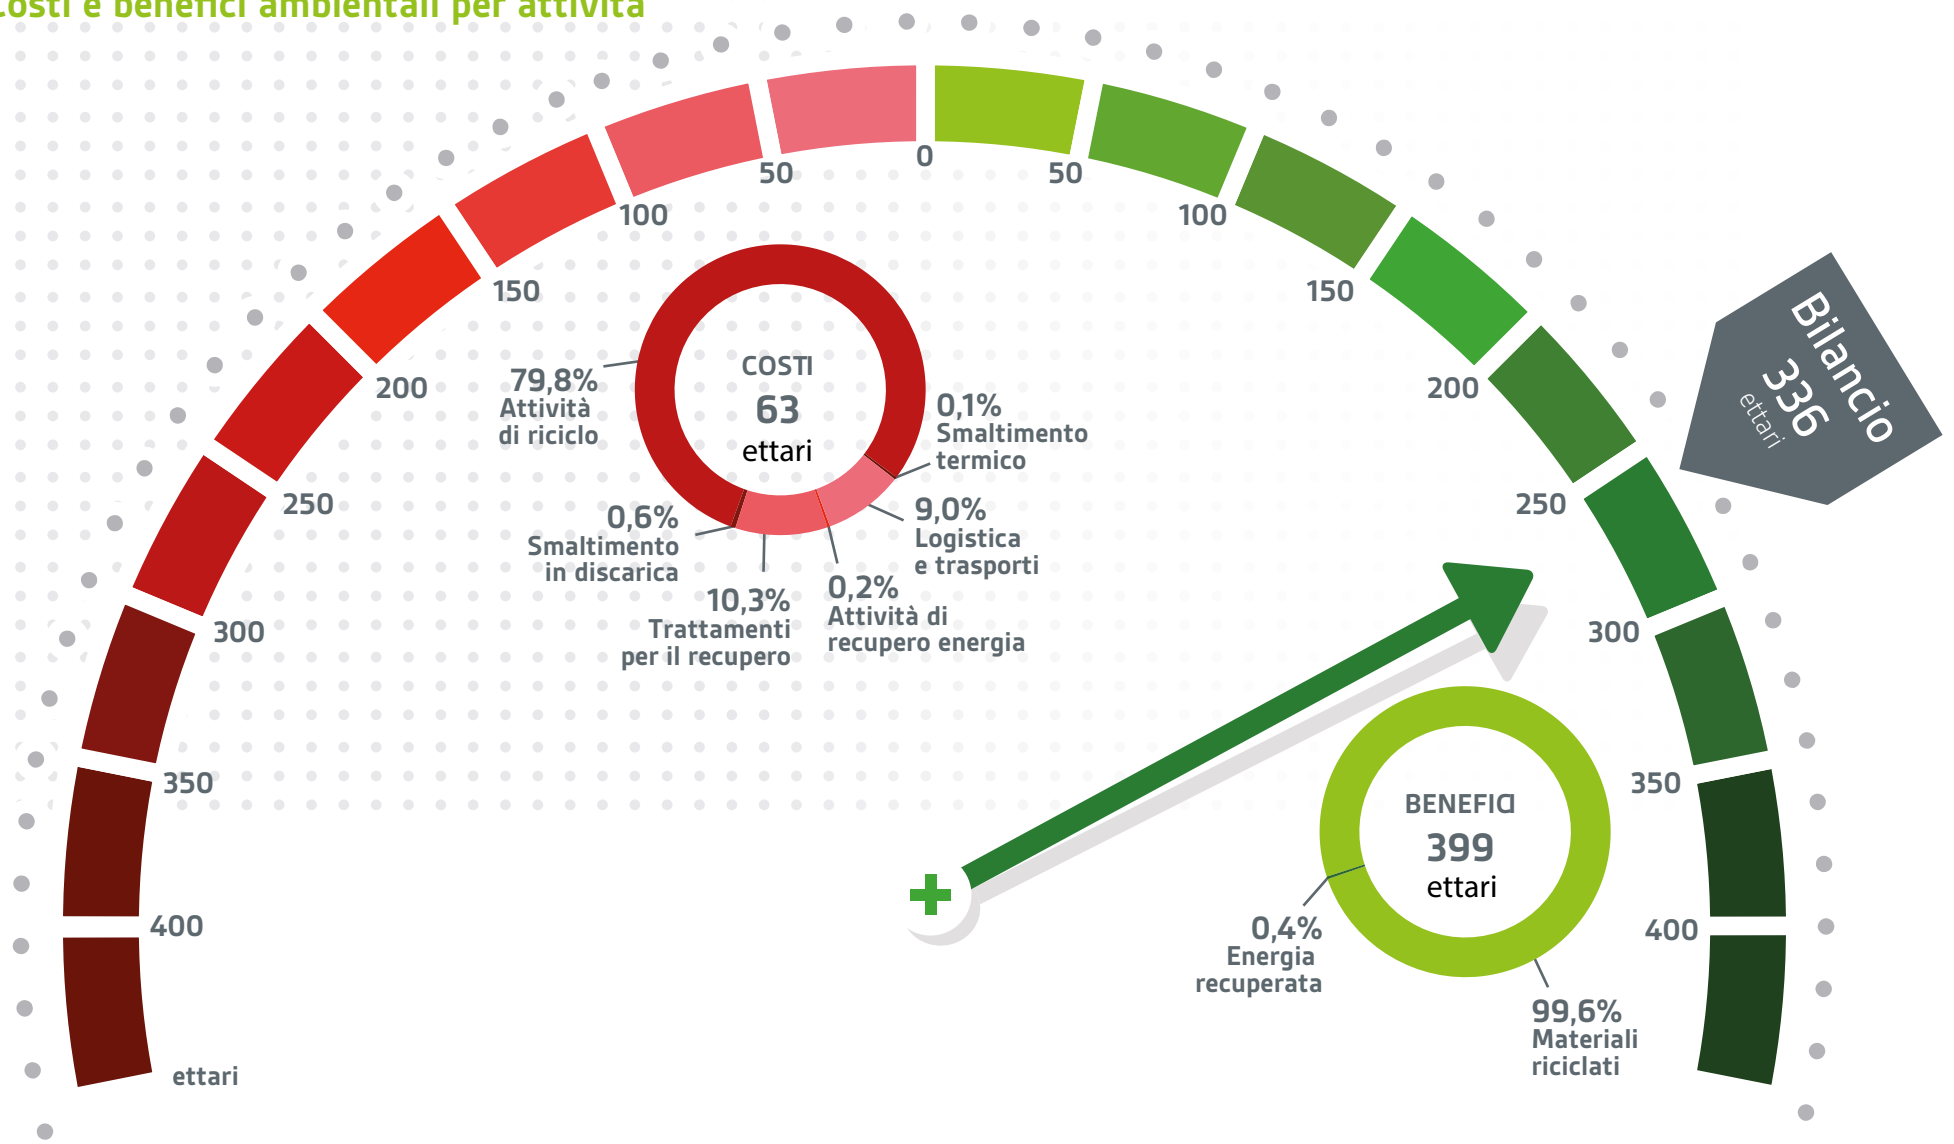 Costi e benefici ambientali per attività
0
50
100
150
200
250
300
350
400
ettari
50
100
150
200
250
300
350
400
Bilancio
336
ettari
COSTI
63
ettari
79,8%
Attività
di riciclo
0,1%
Smaltimento
termico
9,0%
Logistica
e trasporti
0,2%
Attività di
recupero energia
10,3%
Trattamenti
per il recupero
0,6%
Smaltimento
in discarica
BENEFICI
399
ettari
0,4%
Energia
recuperata
99,6%
Materiali
riciclati